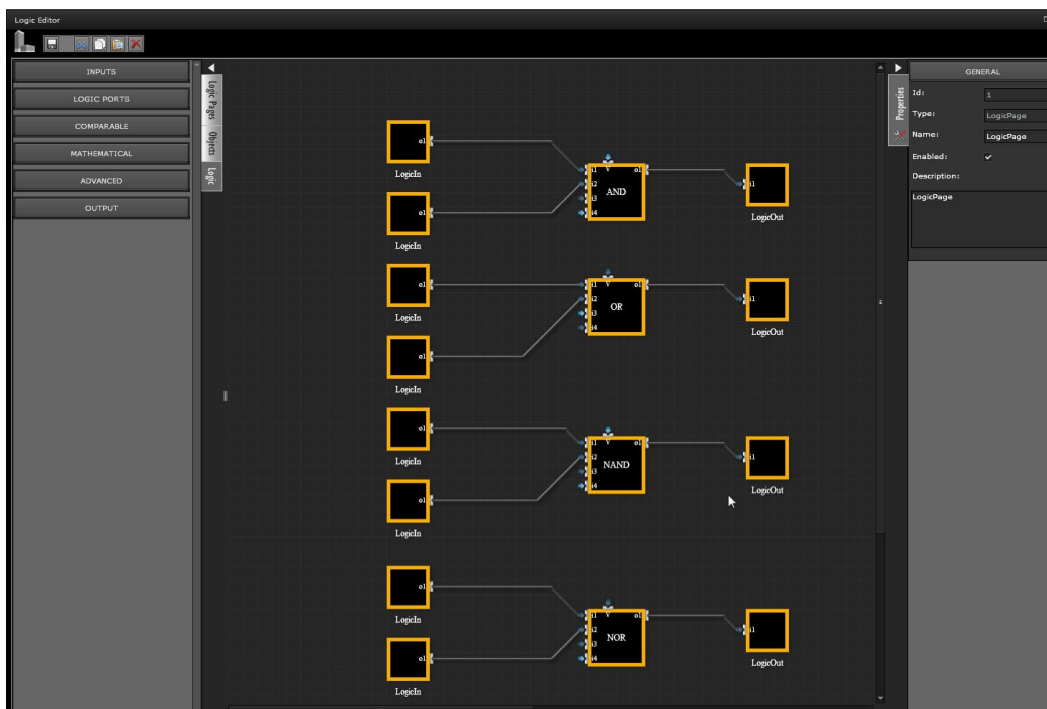 Logic Editor
INPUTS
LOGIC PORTS
COMPARABLE
MATHEMATICAL
ADVANCED
OUTPUT
Logic Pages
Objects
Logic
o1
LogicIn
o1
LogicIn
i1 V o1
i2
i3
i4
AND
i1
LogicOut
o1
LogicIn
o1
LogicIn
i1 V o1
i2
i3
i4
OR
i1
LogicOut
o1
LogicIn
o1
LogicIn
i1 V o1
i2
i3
i4
NAND
i1
LogicOut
o1
LogicIn
o1
LogicIn
i1 V o1
i2
i3
i4
NOR
i1
LogicOut
Properties
GENERAL
Id: 1
Type: LogicPage
Name: LogicPage
Enabled:
Description:
LogicPage